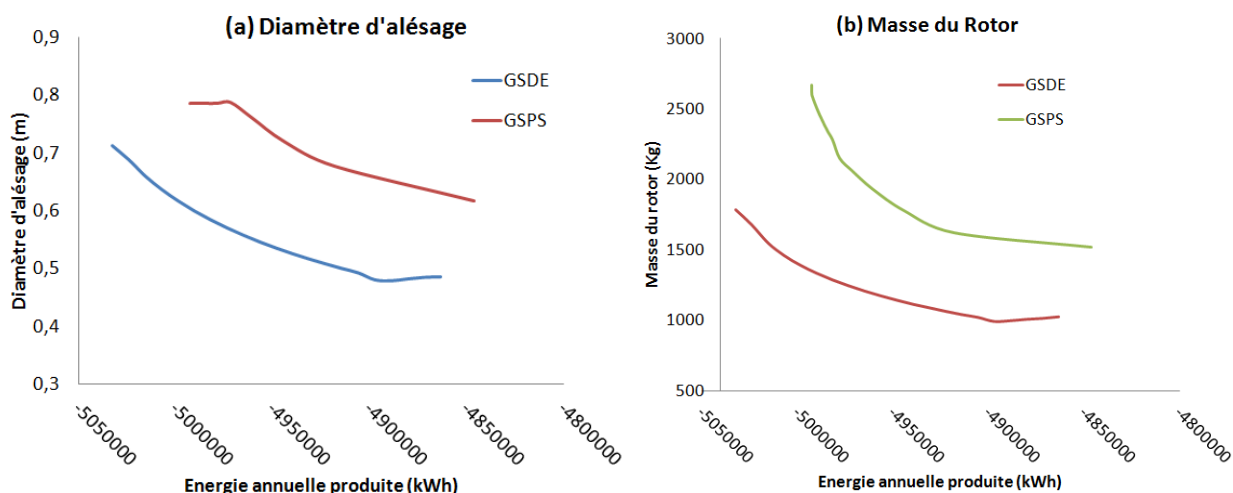 (a) Diamètre d'alésage
0,9
0,8
0,7
0,6
0,5
0,4
0,3
Diamètre d'alésage (m)
GSDE
GSPS
-5050000
-5000000
-4950000
-4900000
-4850000
-4800000
Energie annuelle produite (kWh)
(b) Masse du Rotor
3000
2500
2000
1500
1000
500
Masse du rotor (Kg)
GSDE
GSPS
-5050000
-5000000
-4950000
-4900000
-4850000
-4800000
Energie annuelle produite (kWh)